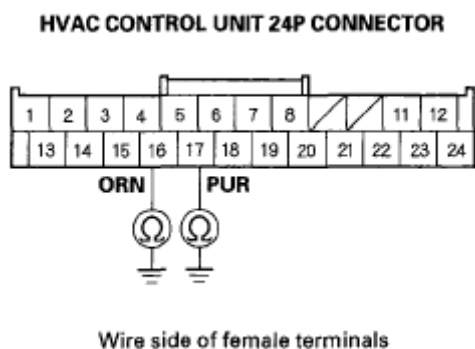 HVAC CONTROL UNIT 24P CONNECTOR
1 2 3 4 5 6 7 8 11 12
13 14 15 16 17 18 19 20 21 22 23 24
ORN PUR
Ω Ω
Wire side of female terminals